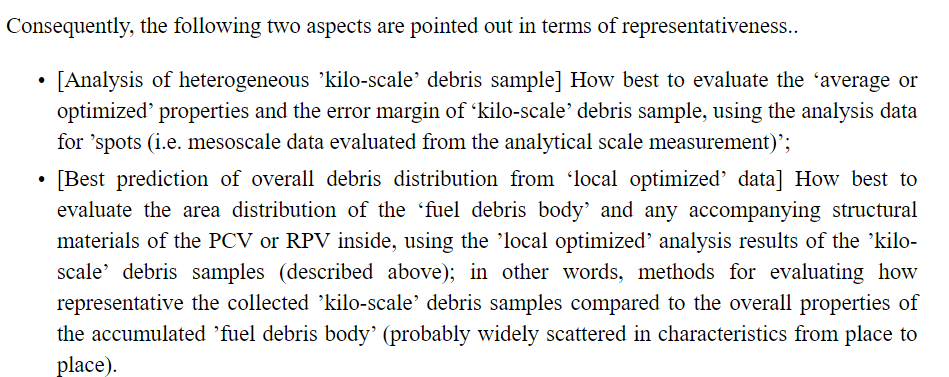 Consequently, the following two aspects are pointed out in terms of representativeness..
• [Analysis of heterogeneous ’kilo-scale’ debris sample] How best to evaluate the ‘average or
optimized’ properties and the error margin of ‘kilo-scale’ debris sample, using the analysis data
for ’spots (i.e. mesoscale data evaluated from the analytical scale measurement)’;
• [Best prediction of overall debris distribution from ‘local optimized’ data] How best to
evaluate the area distribution of the ‘fuel debris body’ and any accompanying structural
materials of the PCV or RPV inside, using the ’local optimized’ analysis results of the ’kilo-
scale’ debris samples (described above); in other words, methods for evaluating how
representative the collected ’kilo-scale’ debris samples compared to the overall properties of
the accumulated ’fuel debris body’ (probably widely scattered in characteristics from place to
place).